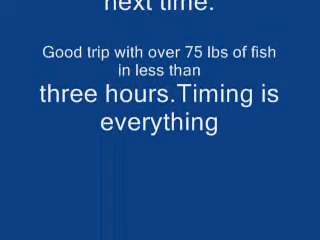 next time.
Good trip with over 75 lbs of fish
in less than
three hours.Timing is
everything